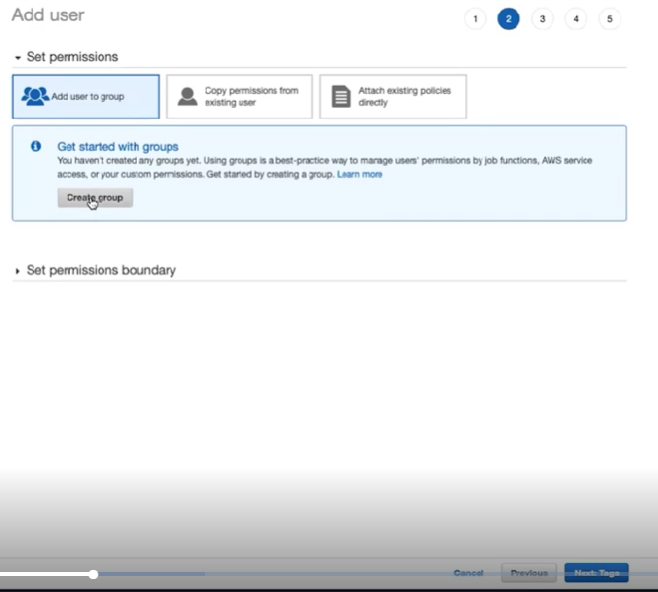 Add user
1 2 3 4 5
Set permissions
Add user to group
Copy permissions from
existing user
Attach existing policies
directly
Get started with groups
You haven't created any groups yet. Using groups is a best-practice way to manage users' permissions by job functions, AWS service
access, or your custom permissions. Get started by creating a group. Learn more
Create group
Set permissions boundary
Cancel Previous Next: Tags